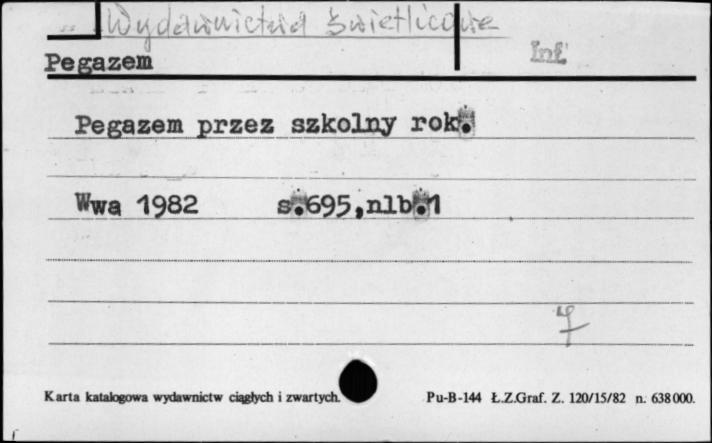 Wydawnictwa świetlicowe
Inf.
Pegazem
Pegazem przez szkolny rok.
Wwa 1982 s.695,nlb.1
Karta katalogowa wydawnictw ciągłych i zwartych. Pu-B-144 Ł.Z.Graf. Z. 120/15/82 n. 638000.